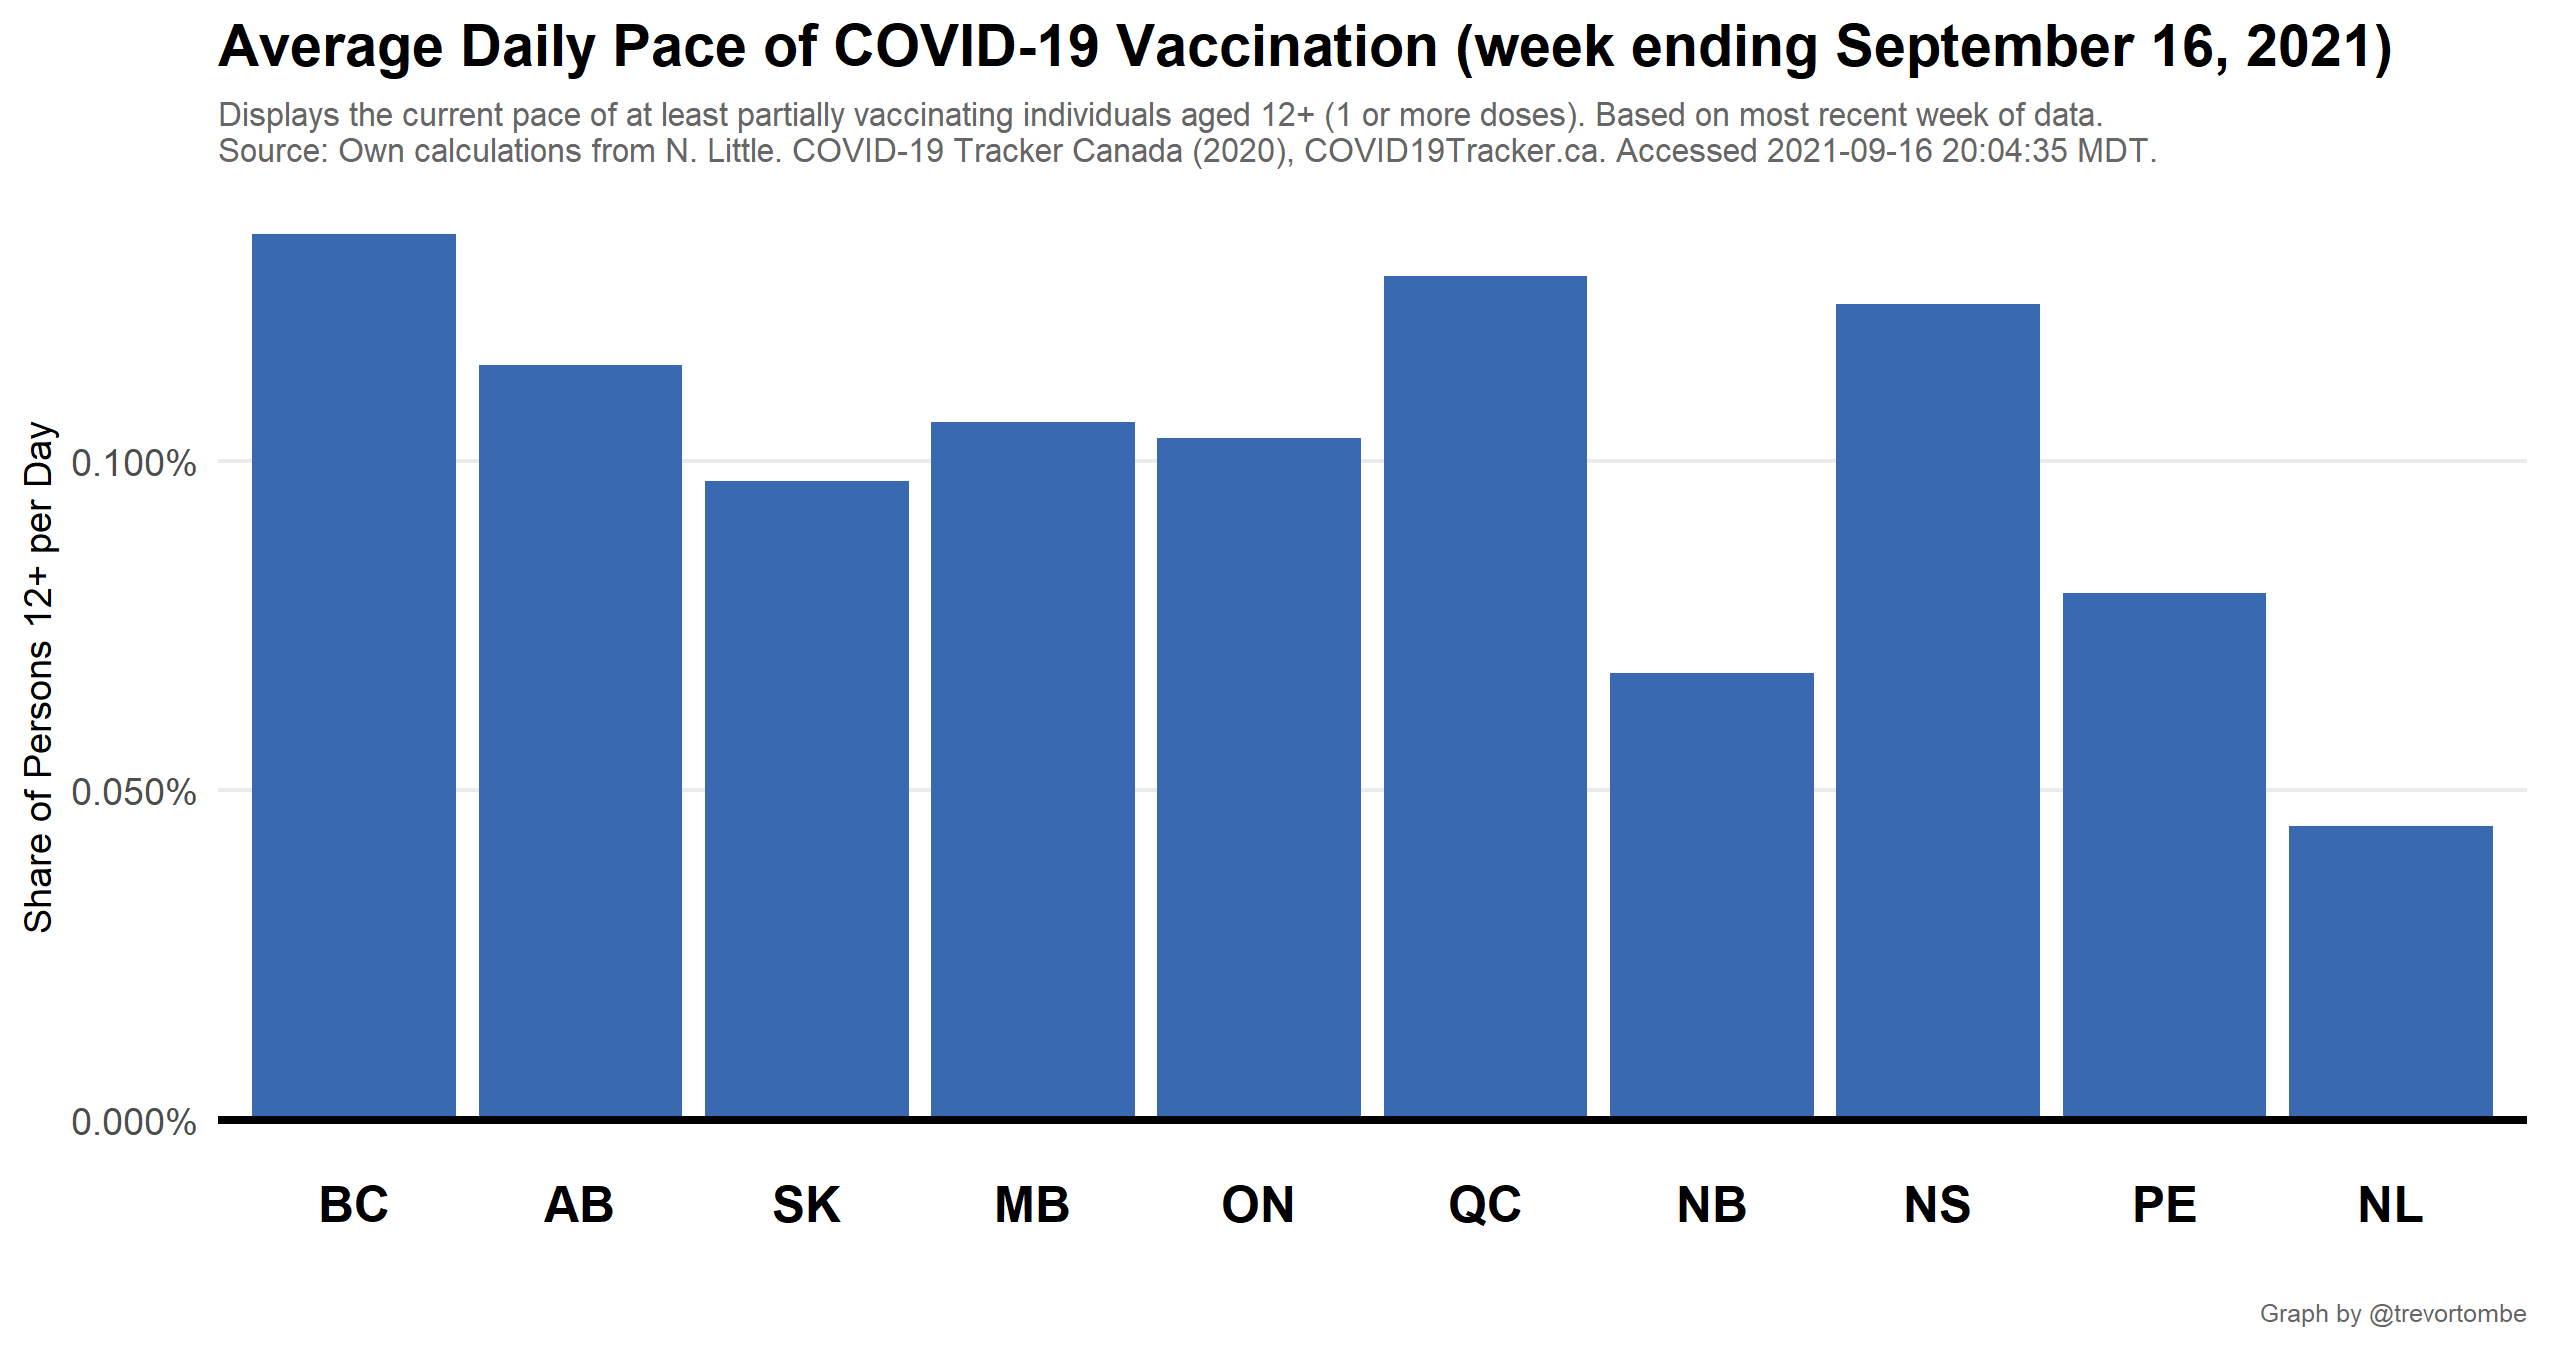 Average Daily Pace of COVID-19 Vaccination (week ending September 16, 2021)
Displays the current pace of at least partially vaccinating individuals aged 12+ (1 or more doses). Based on most recent week of data.
Source: Own calculations from N. Little. COVID-19 Tracker Canada (2020), COVID19Tracker.ca. Accessed 2021-09-16 20:04:35 MDT.
Share of Persons 12+ per Day
0.100%
0.050%
0.000%
BC AB SK MB ON QC NB NS PE NL
Graph by @trevortombe